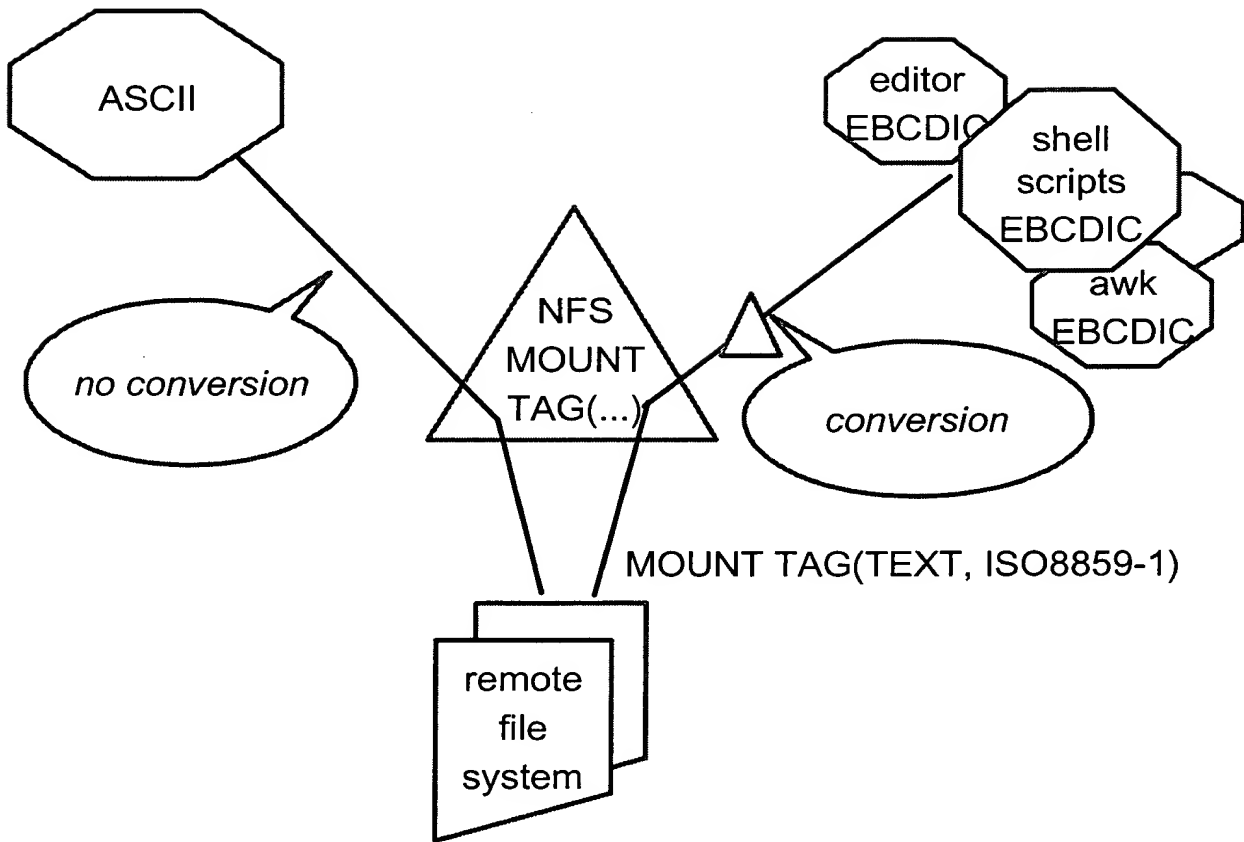 ASCII
editor
EBCDIC
shell
scripts
EBCDIC
awk
EBCDIC
NFS
MOUNT
TAG(...)
no conversion
conversion
MOUNT TAG(TEXT, ISO8859-1)
remote
file
system